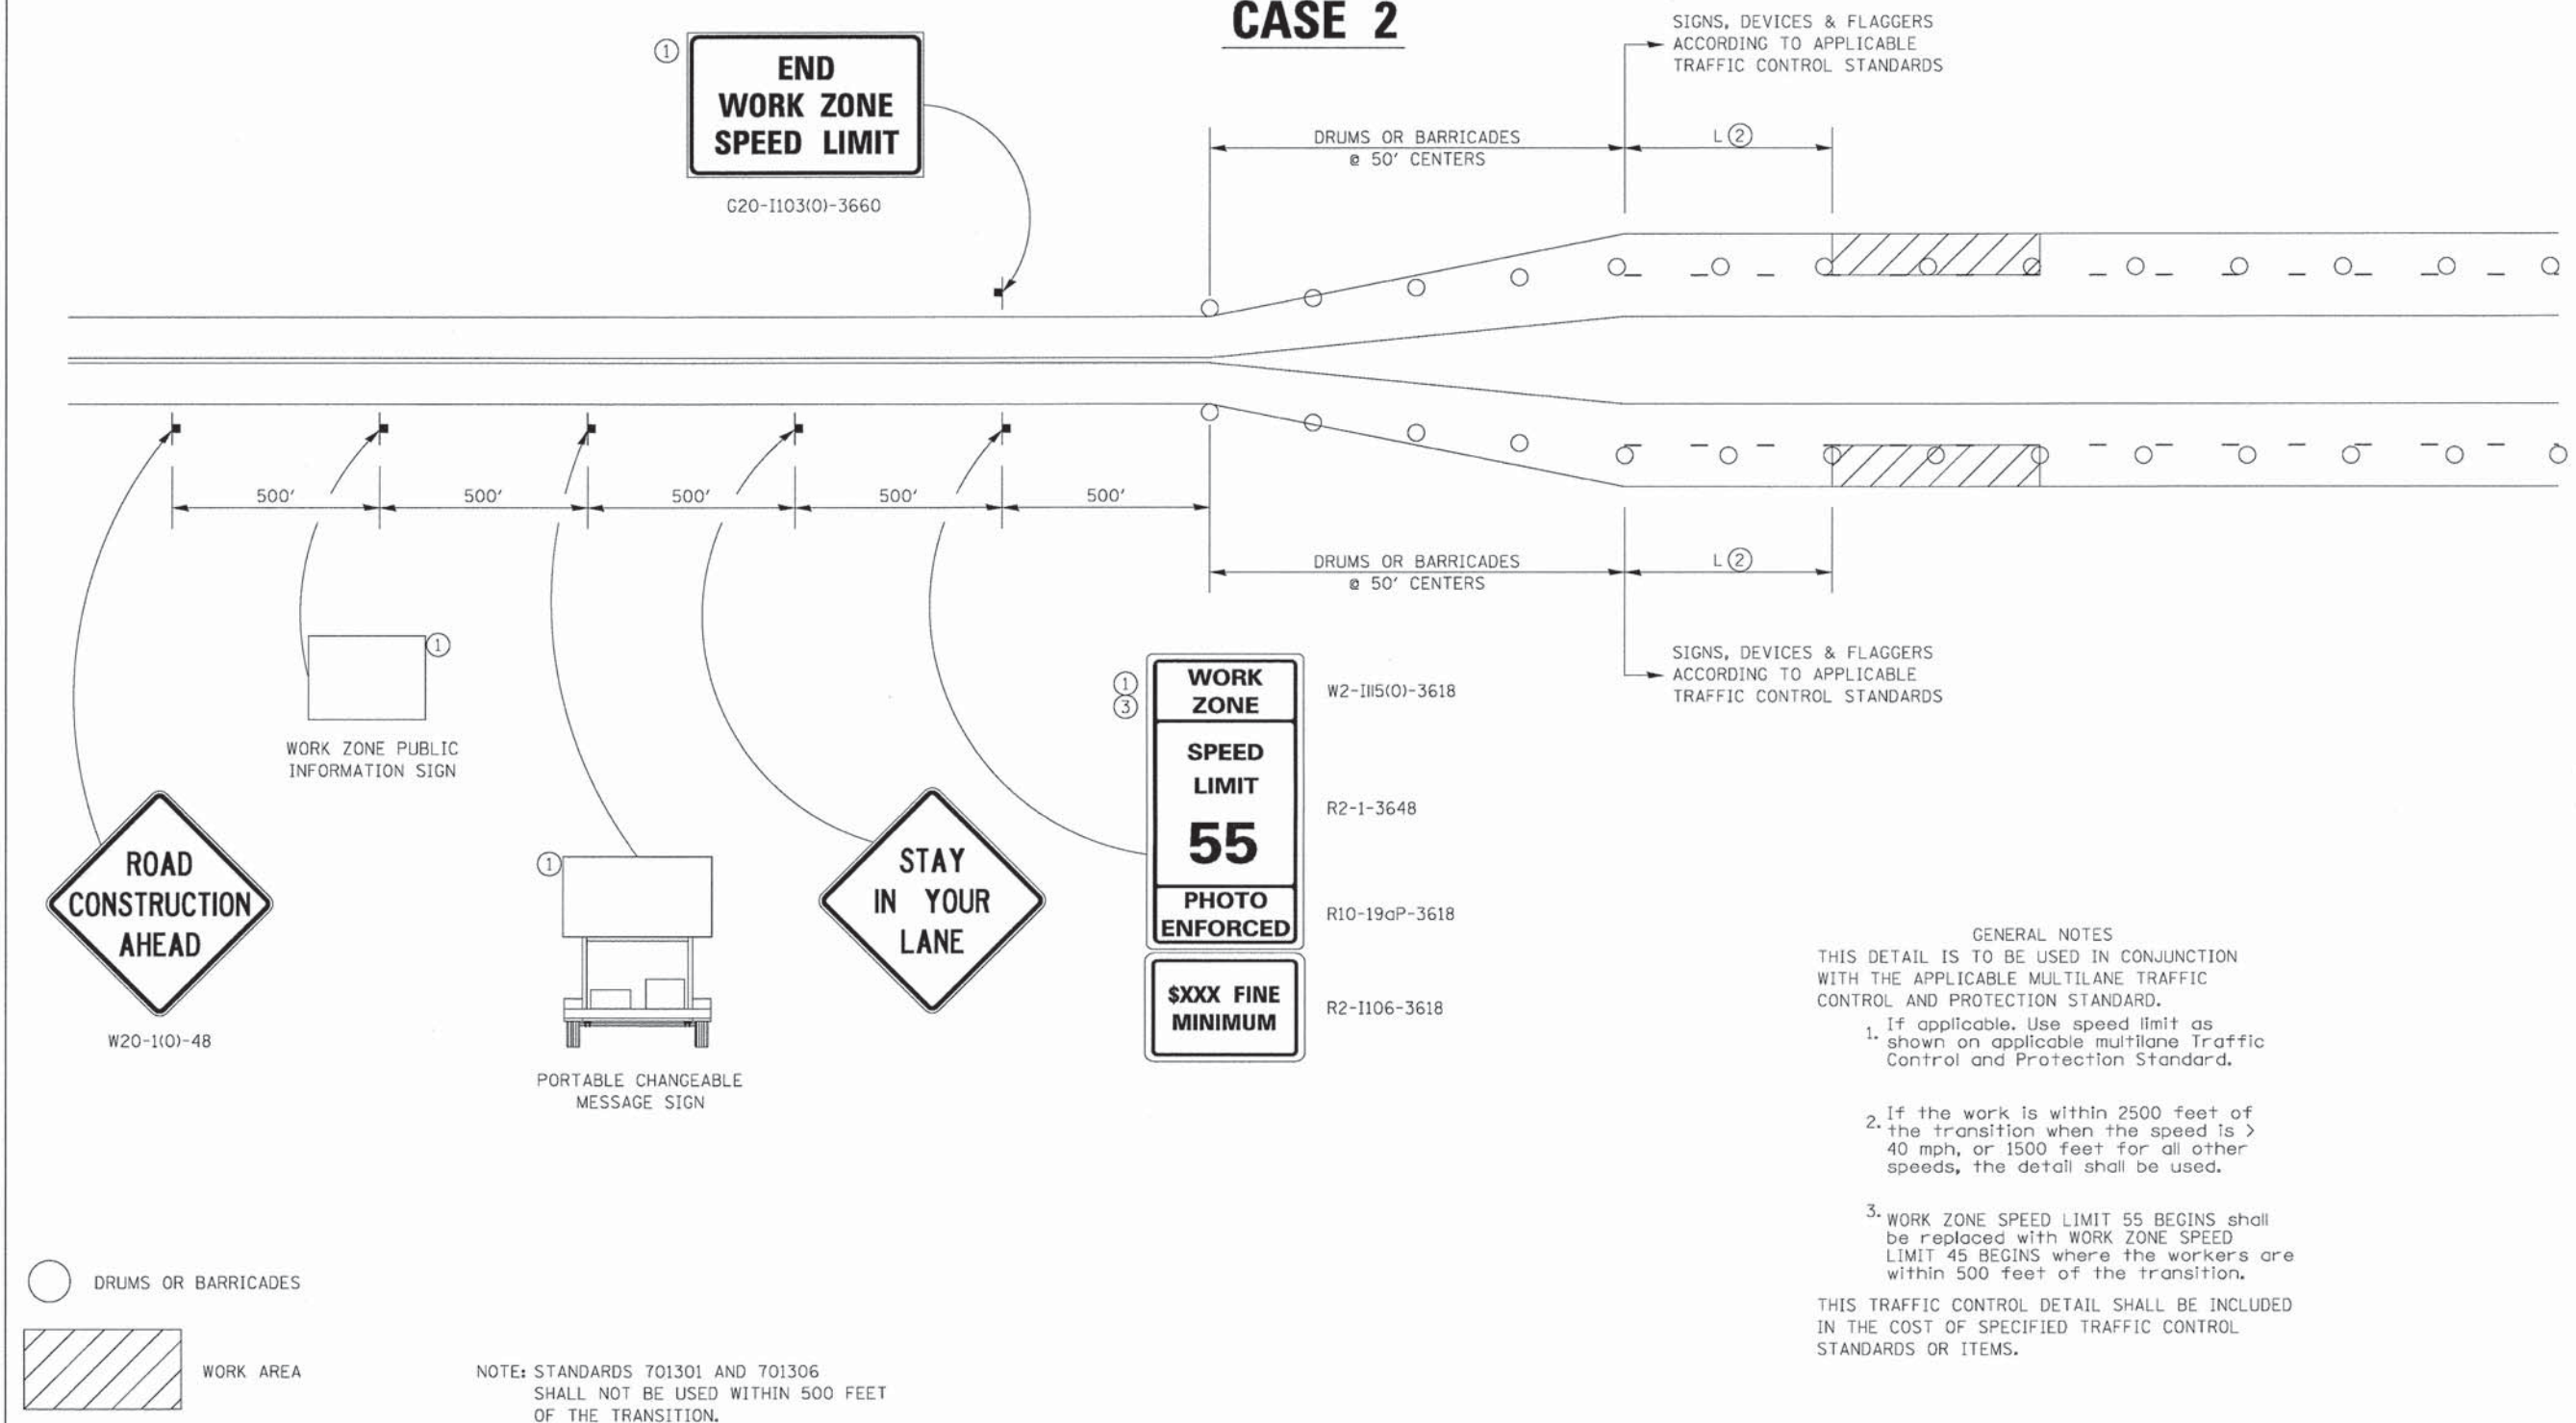 CASE 2
①
END
WORK ZONE
SPEED LIMIT
G20-I103(O)-3660
SIGNS, DEVICES & FLAGGERS
ACCORDING TO APPLICABLE
TRAFFIC CONTROL STANDARDS
DRUMS OR BARRICADES
@ 50' CENTERS
L ②
500'
500'
500'
500'
500'
DRUMS OR BARRICADES
@ 50' CENTERS
L ②
SIGNS, DEVICES & FLAGGERS
ACCORDING TO APPLICABLE
TRAFFIC CONTROL STANDARDS
ROAD
CONSTRUCTION
AHEAD
W20-1(O)-48
①
WORK ZONE PUBLIC
INFORMATION SIGN
①
PORTABLE CHANGEABLE
MESSAGE SIGN
STAY
IN YOUR
LANE
①
③
WORK
ZONE
W2-I115(O)-3618
SPEED
LIMIT
55
R2-1-3648
PHOTO
ENFORCED
R10-19aP-3618
$XXX FINE
MINIMUM
R2-I106-3618
GENERAL NOTES
THIS DETAIL IS TO BE USED IN CONJUNCTION
WITH THE APPLICABLE MULTILANE TRAFFIC
CONTROL AND PROTECTION STANDARD.
1. If applicable. Use speed limit as
shown on applicable multilane Traffic
Control and Protection Standard.
2. If the work is within 2500 feet of
the transition when the speed is >
40 mph, or 1500 feet for all other
speeds, the detail shall be used.
3. WORK ZONE SPEED LIMIT 55 BEGINS shall
be replaced with WORK ZONE SPEED
LIMIT 45 BEGINS where the workers are
within 500 feet of the transition.
THIS TRAFFIC CONTROL DETAIL SHALL BE INCLUDED
IN THE COST OF SPECIFIED TRAFFIC CONTROL
STANDARDS OR ITEMS.
DRUMS OR BARRICADES
WORK AREA
NOTE: STANDARDS 701301 AND 701306
SHALL NOT BE USED WITHIN 500 FEET
OF THE TRANSITION.